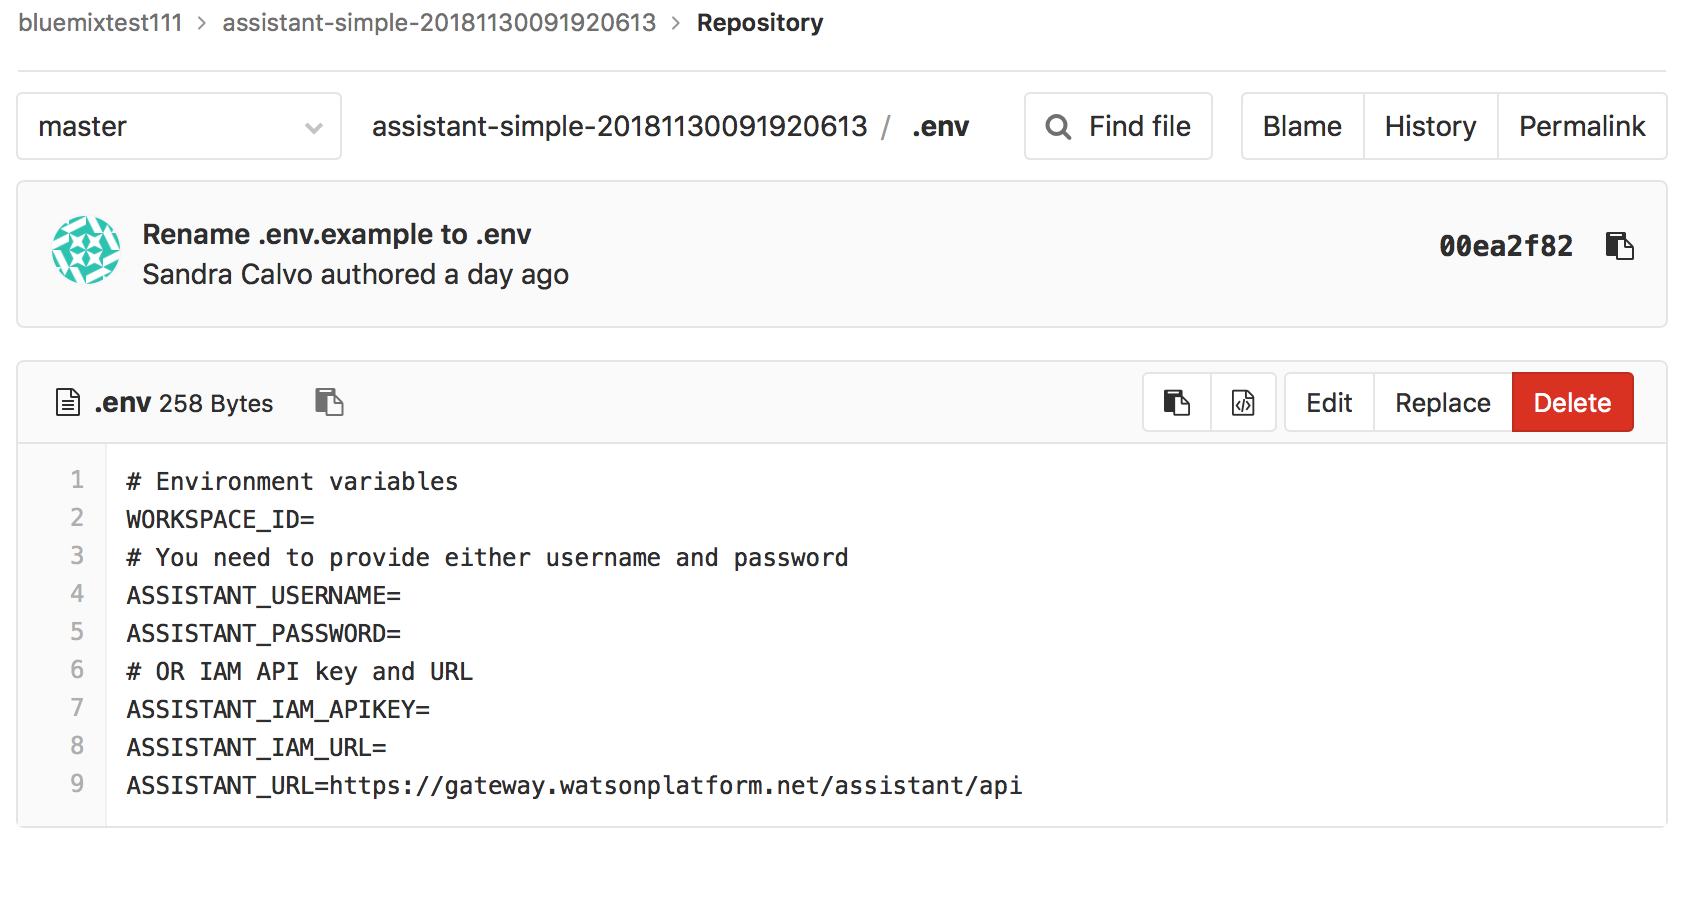 bluemixtest111 > assistant-simple-20181130091920613 > Repository
master
assistant-simple-20181130091920613 / .env
Find file
Blame
History
Permalink
Rename .env.example to .env
Sandra Calvo authored a day ago
00ea2f82
.env 258 Bytes
Edit
Replace
Delete
1 # Environment variables
2 WORKSPACE_ID=
3 # You need to provide either username and password
4 ASSISTANT_USERNAME=
5 ASSISTANT_PASSWORD=
6 # OR IAM API key and URL
7 ASSISTANT_IAM_APIKEY=
8 ASSISTANT_IAM_URL=
9 ASSISTANT_URL=https://gateway.watsonplatform.net/assistant/api